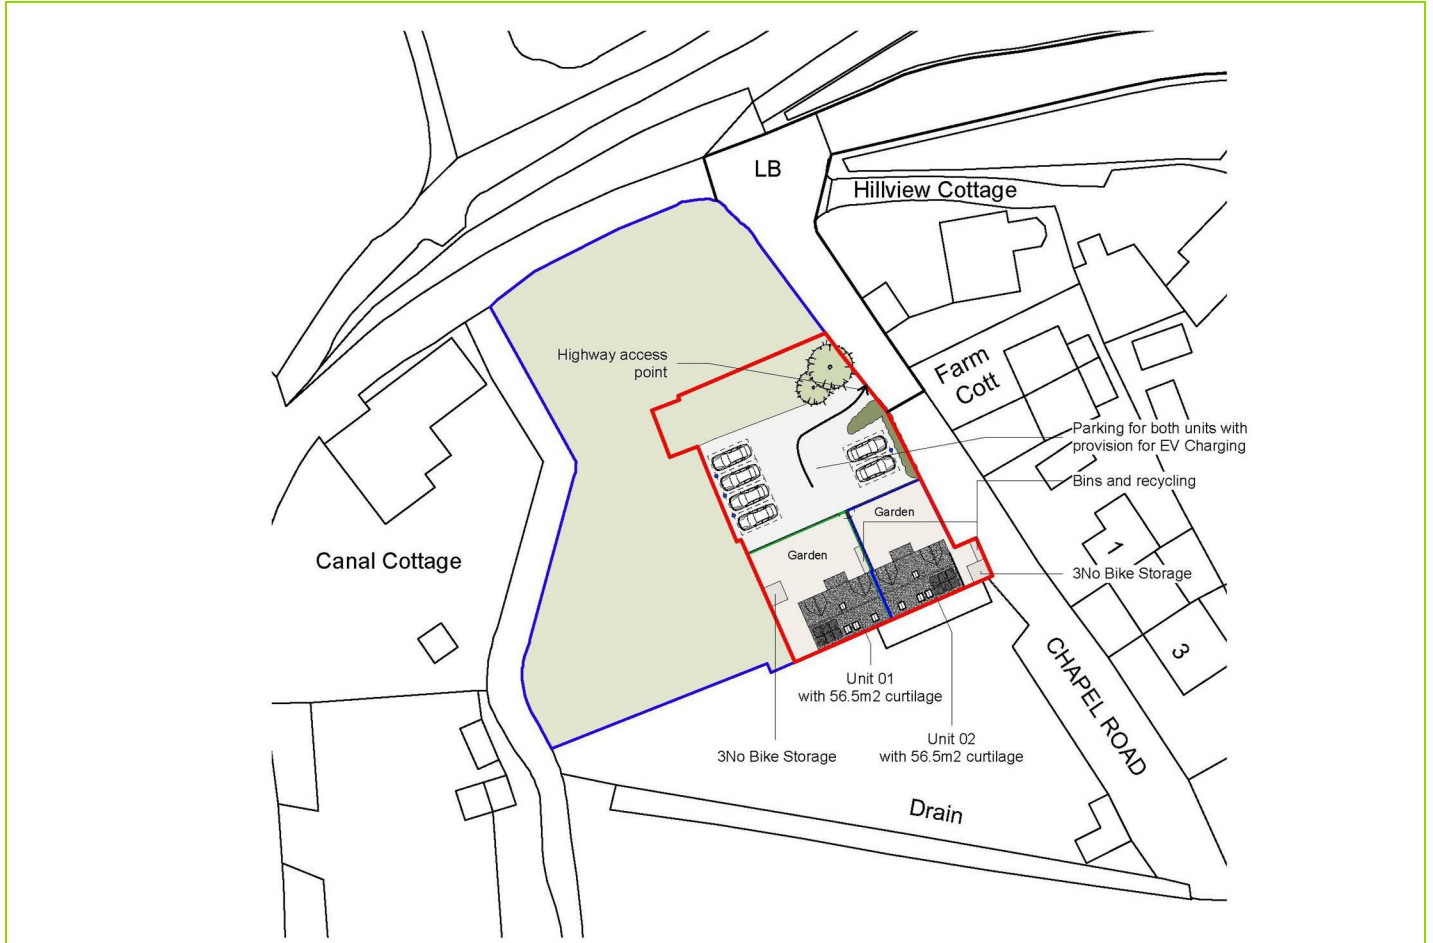 LB
Hillview Cottage
Highway access
point
Farm
Cott
Parking for both units with
provision for EV Charging
Bins and recycling
Garden
Garden
1
3No Bike Storage
Canal Cottage
3
CHAPEL ROAD
Unit 01
with 56.5m2 curtilage
Unit 02
with 56.5m2 curtilage
3No Bike Storage
Drain